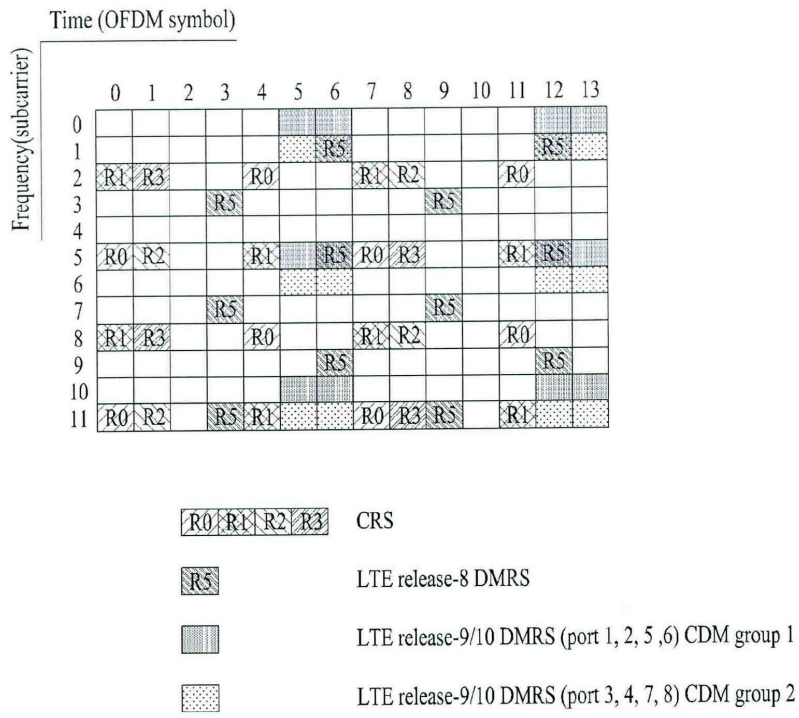 Time (OFDM symbol)
Frequency(subcarrier)
0 1 2 3 4 5 6 7 8 9 10 11 12 13
0
1 R5 R5
2 R1 R3 R0 R1 R2 R0
3 R5 R5
4
5 R0 R2 R1 R5 R0 R3 R1 R5
6
7 R5 R5
8 R1 R3 R0 R1 R2 R0
9 R5 R5
10
11 R0 R2 R5 R1 R0 R3 R5 R1
R0 R1 R2 R3 CRS
R5 LTE release-8 DMRS
LTE release-9/10 DMRS (port 1, 2, 5 ,6) CDM group 1
LTE release-9/10 DMRS (port 3, 4, 7, 8) CDM group 2